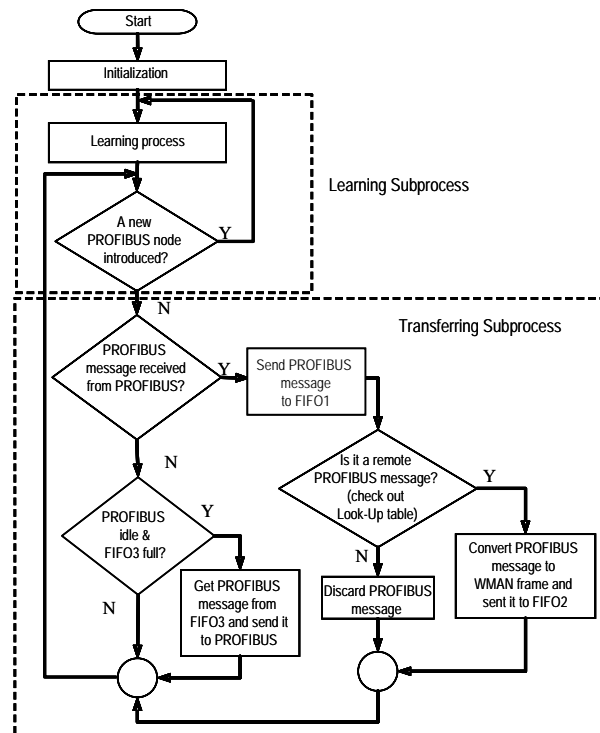 Start
Initialization
Learning process
Learning Subprocess
A new
PROFIBUS node
introduced?
Y
N
Transferring Subprocess
PROFIBUS
message received
from PROFIBUS?
Y
Send PROFIBUS
message
to FIFO1
N
Is it a remote
PROFIBUS message?
(check out
Look-Up table)
Y
N
PROFIBUS
idle &
FIFO3 full?
Y
N
Get PROFIBUS
message from
FIFO3 and send it
to PROFIBUS
Discard PROFIBUS
message
Convert PROFIBUS
message to
WMAN frame and
sent it to FIFO2